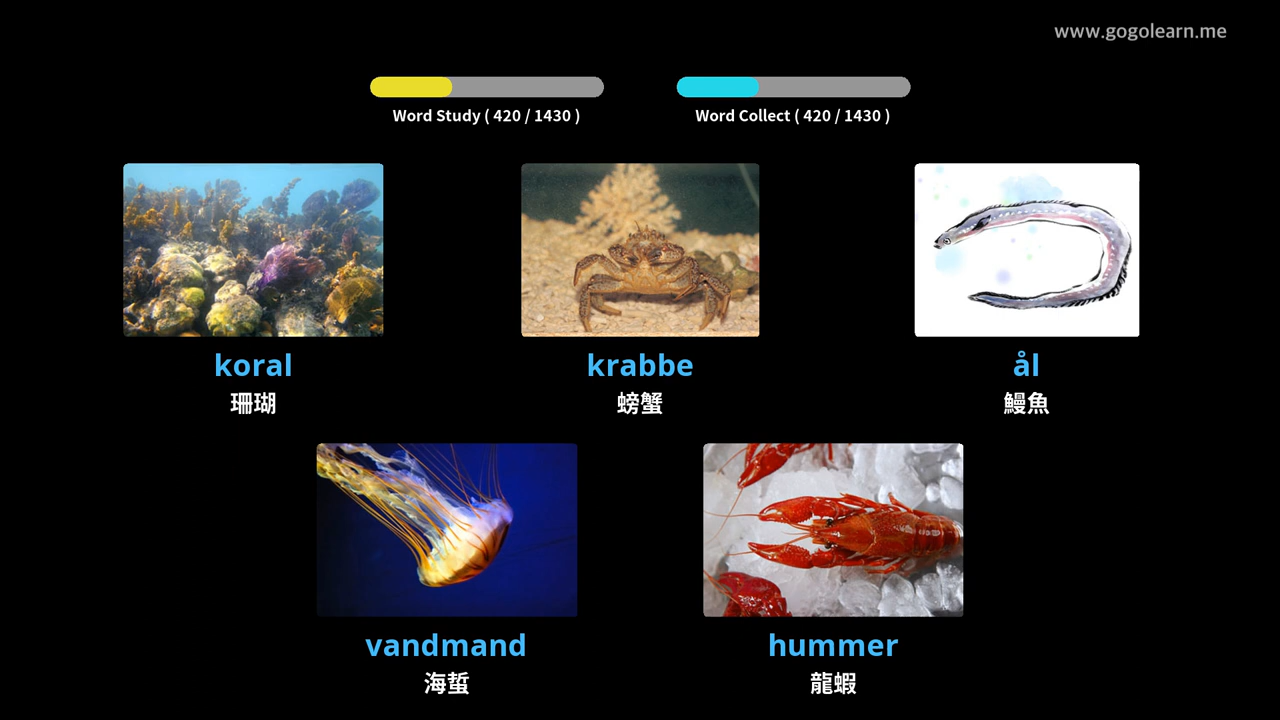 www.gogolearn.me
Word Study ( 420 / 1430 )
Word Collect ( 420 / 1430 )
koral
krabbe
ål
珊瑚
螃蟹
鰻魚
vandmand
hummer
海蜇
龍蝦